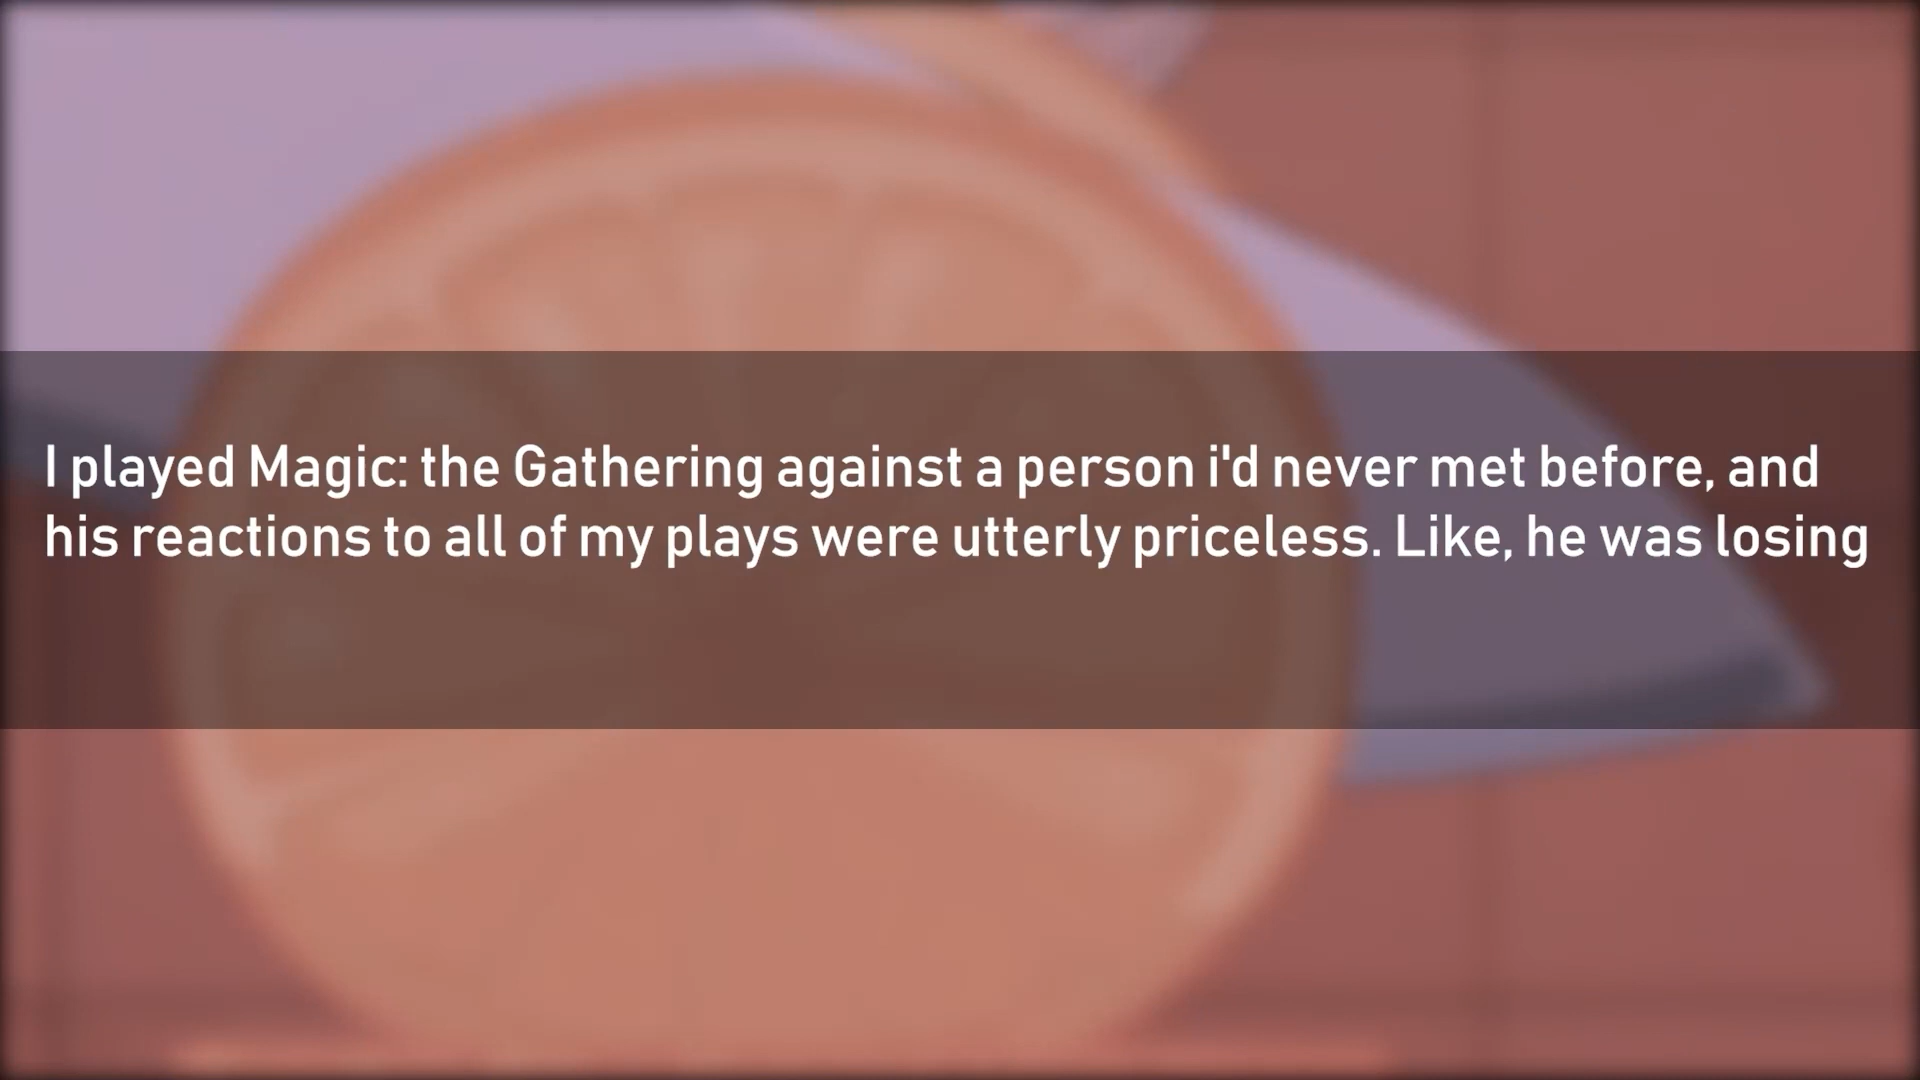 I played Magic: the Gathering against a person i'd never met before, and
his reactions to all of my plays were utterly priceless. Like, he was losing